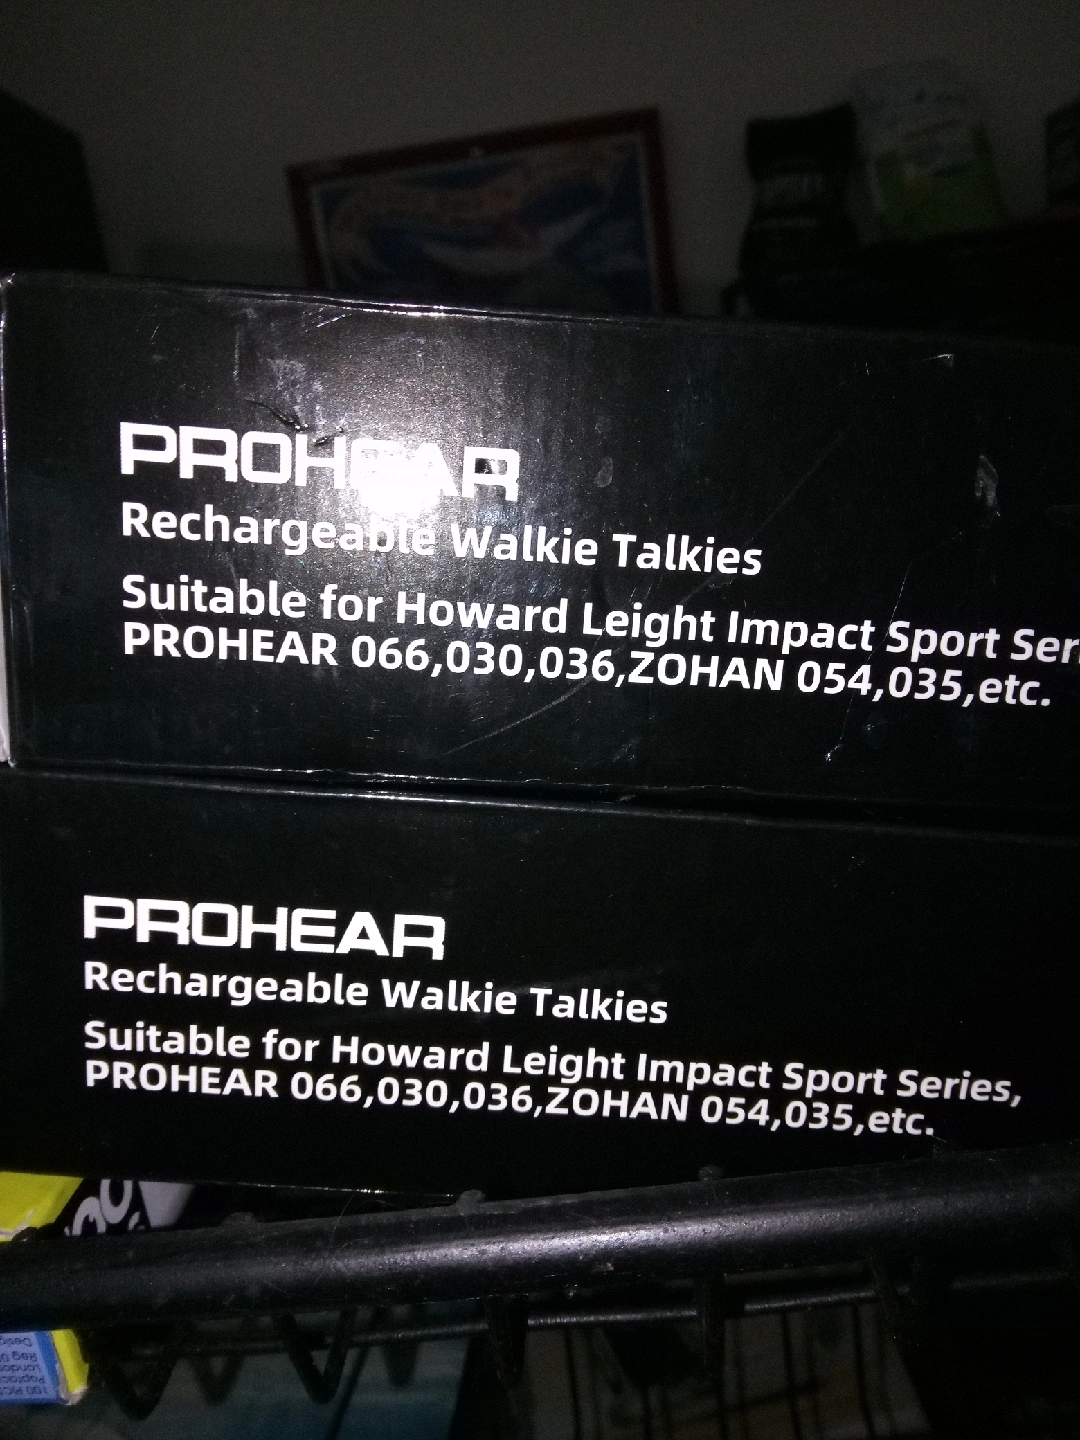 PROHEAR
Rechargeable Walkie Talkies
Suitable for Howard Leight Impact Sport Ser
PROHEAR 066,030,036,ZOHAN 054,035,etc.
PROHEAR
Rechargeable Walkie Talkies
Suitable for Howard Leight Impact Sport Series,
PROHEAR 066,030,036,ZOHAN 054,035,etc.